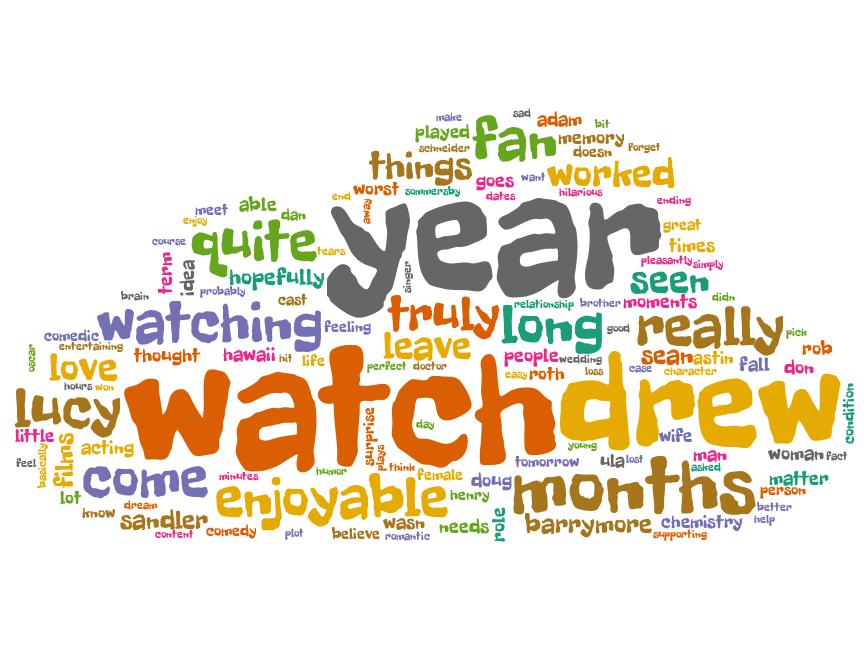 make sad adam bit
played fan memory
schneider doesn forget
things goes want worked
worst sommersby dates hilarious
end away year ending
meet able dan
enjoy great
course quite tears times
term idea hopefully singer pleasantly simply
brain probably seen
cast relationship brother moments didn
comedic watching feeling truly long good really pick
entertaining thought hawaii hit life leave people wedding sean astin rob
oscar love perfect doctor easy roth loss case character fall don
hours won
lucy watch drew condition
little films acting surprise day young wife
basically plays
feel come minutes humor think female doug tomorrow ula lost man asked woman fact
lot enjoyable henry months matter person
know dream sandler better
content comedy plot believe wasn romantic needs role barrymore chemistry supporting help